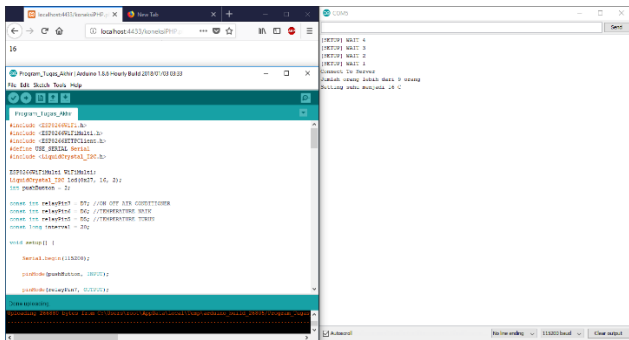 localhost:4433/koneksiPHP/
New Tab
localhost:4433/koneksiPHP/
16
Program_Tugas_Akhir | Arduino 1.8.6 Hourly Build 2018/01/03 03:33
File Edit Sketch Tools Help
Program_Tugas_Akhir
#include <ESP8266WiFi.h>
#include <ESP8266WiFiMulti.h>
#include <ESP8266HTTPClient.h>
#define USE_SERIAL Serial
#include <LiquidCrystal_I2C.h>
ESP8266WiFiMulti WiFiMulti;
LiquidCrystal_I2C lcd(0x27, 16, 2);
int pushButton = 2;
const int relayPin7 = D7; //ON OFF AIR CONDITIONER
const int relayPin6 = D6; //TEMPERATURE NAIK
const int relayPin5 = D5; //TEMPERATURE TURUN
const long interval = 20;
void setup() {
Serial.begin(115200);
pinMode(pushButton, INPUT);
pinMode(relayPin7, OUTPUT);
Done uploading
COM5
Send
[SETUP] WAIT 4
[SETUP] WAIT 3
[SETUP] WAIT 2
[SETUP] WAIT 1
Connect To Server
Jumlah orang lebih dari 9 orang
Setting suhu menjadi 16 C
Autoscroll
No line ending
115200 baud
Clear output